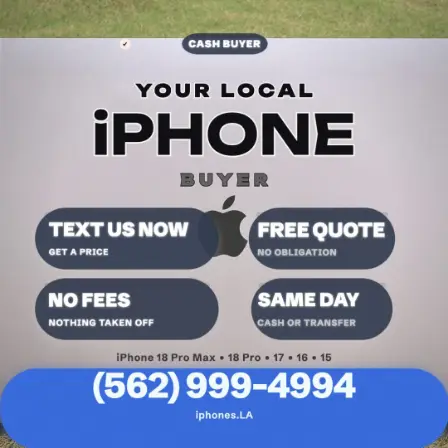 CASH BUYER
YOUR LOCAL
iPHONE
BUYER
TEXT US NOW
GET A PRICE
FREE QUOTE
NO OBLIGATION
NO FEES
NOTHING TAKEN OFF
SAME DAY
CASH OR TRANSFER
iPhone 18 Pro Max • 18 Pro • 17 • 16 • 15
(562) 999-4994
iphones.LA